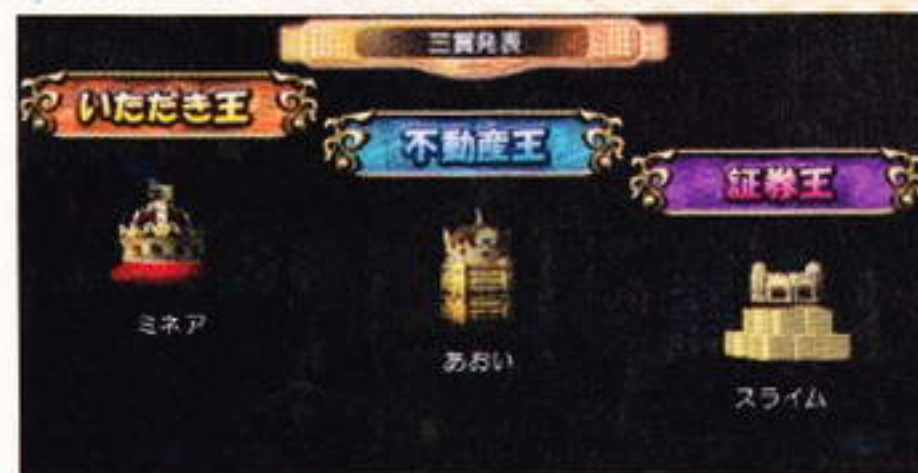 三賞発表
いただき王
不動産王
証券王
ミネア
あおい
スライム